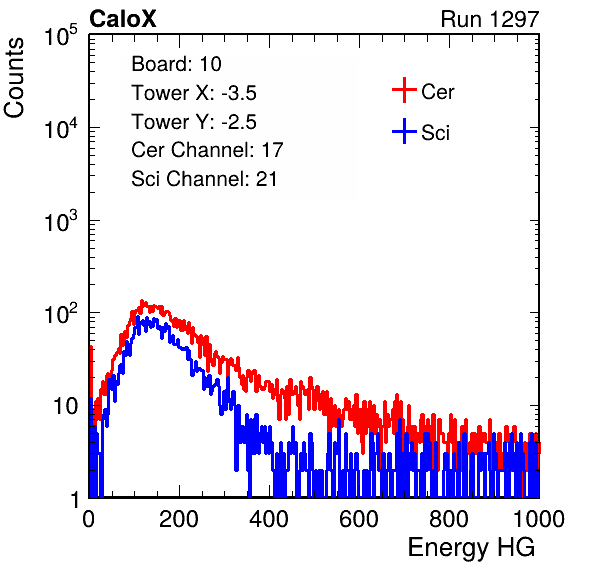 CaloX Run 1297
Counts
Board: 10
Tower X: -3.5
Tower Y: -2.5
Cer Channel: 17
Sci Channel: 21
Cer
Sci
10^5
10^4
10^3
10^2
10
1
0 200 400 600 800 1000
Energy HG